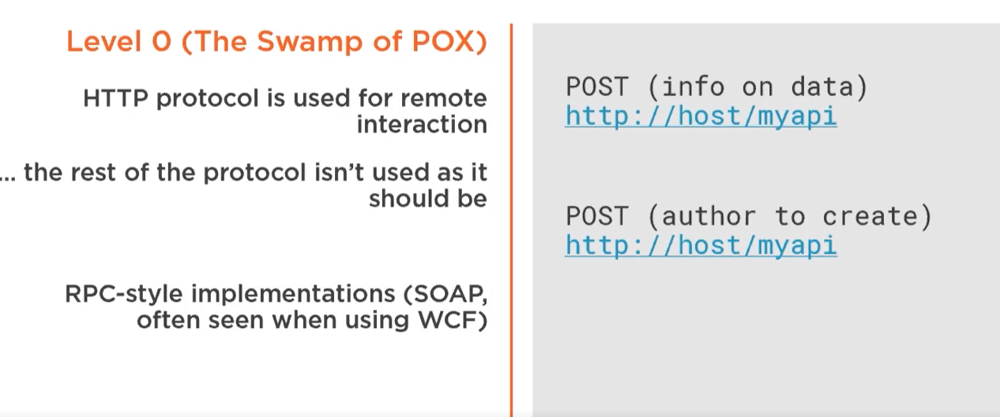 Level 0 (The Swamp of POX)
HTTP protocol is used for remote
interaction
... the rest of the protocol isn't used as it
should be
RPC-style implementations (SOAP,
often seen when using WCF)
POST (info on data)
http://host/myapi
POST (author to create)
http://host/myapi